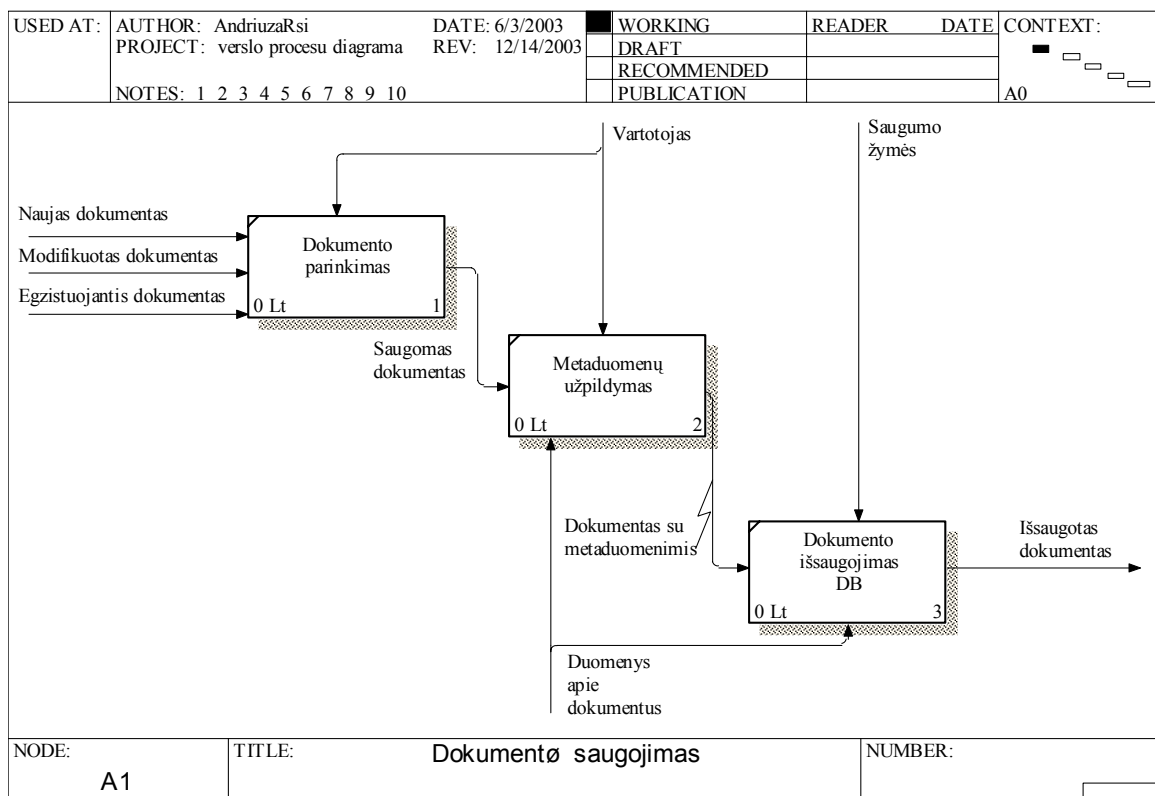 USED AT: AUTHOR: AndriuzaRsi DATE: 6/3/2003 WORKING READER DATE CONTEXT:
PROJECT: verslo procesu diagrama REV: 12/14/2003 DRAFT
RECOMMENDED
NOTES: 1 2 3 4 5 6 7 8 9 10 PUBLICATION A0
Vartotojas
Saugumo
žymės
Naujas dokumentas
Modifikuotas dokumentas
Egzistuojantis dokumentas
Dokumento
parinkimas
0 Lt 1
Saugomas
dokumentas
Metaduomenų
užpildymas
0 Lt 2
Dokumentas su
metaduomenimis
Dokumento
išsaugojimas
DB
0 Lt 3
Išsaugotas
dokumentas
Duomenys
apie
dokumentus
NODE: TITLE: Dokumentø saugojimas NUMBER:
A1